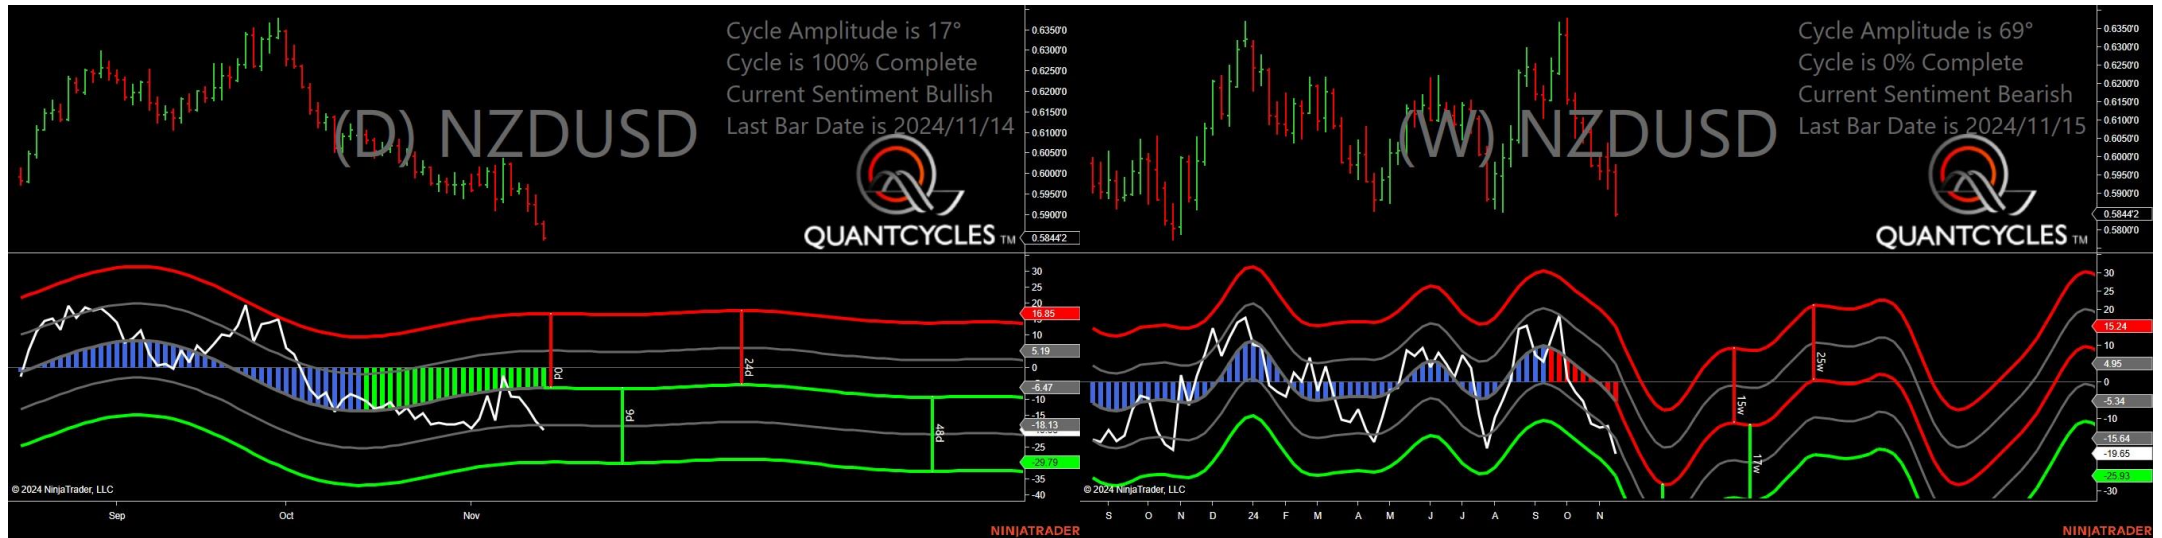 Cycle Amplitude is 17°
Cycle is 100% Complete
Current Sentiment Bullish
Last Bar Date is 2024/11/14
(D) NZDUSD
QUANTCYCLES TM
0.6350'0
0.6300'0
0.6250'0
0.6200'0
0.6150'0
0.6100'0
0.6050'0
0.6000'0
0.5950'0
0.5900'0
0.5844'2
30
25
20
16.85
15
10
5.19
0
-6.47
-10
-15
-18.13
-25
-29.79
-35
-40
0d
9d
24d
48d
© 2024 NinjaTrader, LLC
Sep Oct Nov
NINJATRADER
Cycle Amplitude is 69°
Cycle is 0% Complete
Current Sentiment Bearish
Last Bar Date is 2024/11/15
(W) NZDUSD
QUANTCYCLES TM
0.6350'0
0.6300'0
0.6250'0
0.6200'0
0.6150'0
0.6100'0
0.6050'0
0.6000'0
0.5950'0
0.5900'0
0.5844'2
0.5800'0
30
25
20
15.24
10
4.95
0
-5.34
-10
-15.64
-19.65
-25.93
-30
15w
17w
25w
© 2024 NinjaTrader, LLC
S O N D 24 F M A M J J A S O N
NINJATRADER